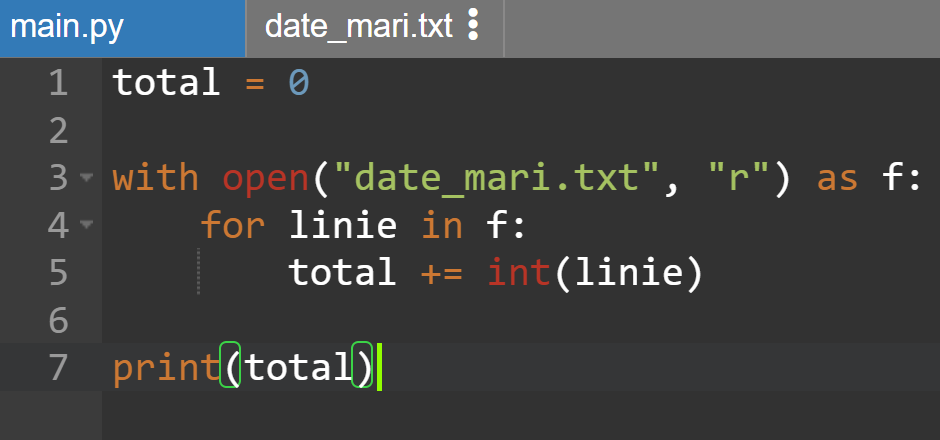 main.py date_mari.txt
1 total = 0
2
3 with open("date_mari.txt", "r") as f:
4     for linie in f:
5         total += int(linie)
6
7 print(total)